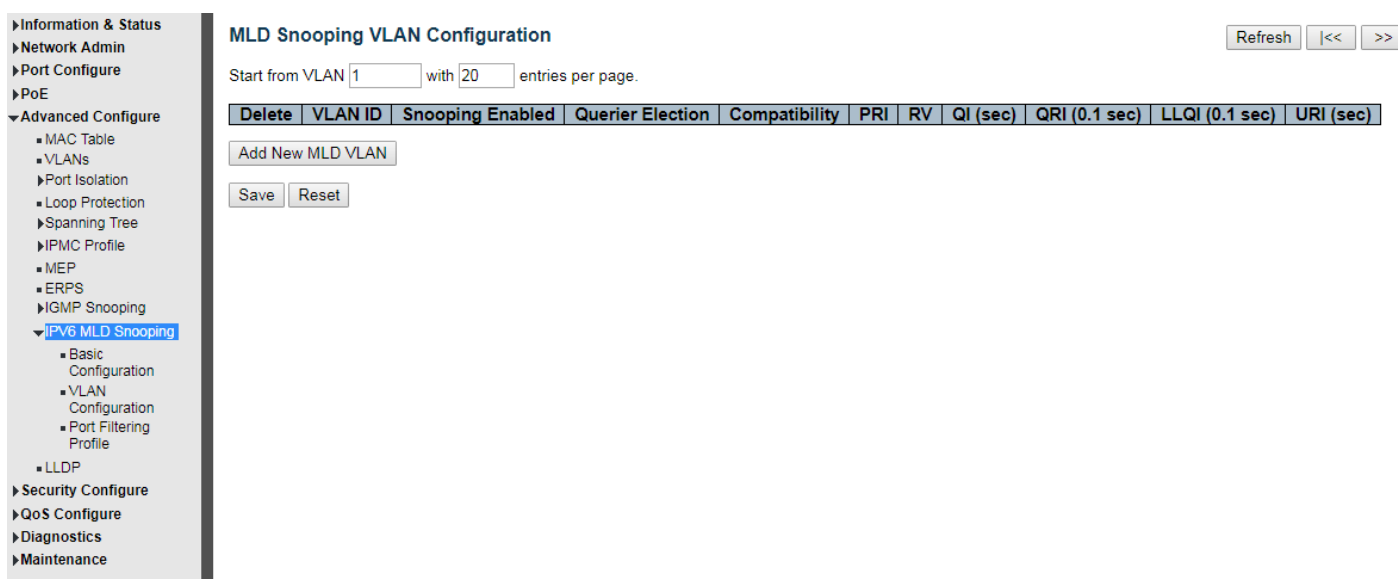 Information & Status
Network Admin
Port Configure
PoE
Advanced Configure
MAC Table
VLANs
Port Isolation
Loop Protection
Spanning Tree
IPMC Profile
MEP
ERPS
IGMP Snooping
IPV6 MLD Snooping
Basic
Configuration
VLAN
Configuration
Port Filtering
Profile
LLDP
Security Configure
QoS Configure
Diagnostics
Maintenance
MLD Snooping VLAN Configuration
Refresh |<< >>
Start from VLAN 1 with 20 entries per page.
Delete VLAN ID Snooping Enabled Querier Election Compatibility PRI RV QI (sec) QRI (0.1 sec) LLQI (0.1 sec) URI (sec)
Add New MLD VLAN
Save Reset